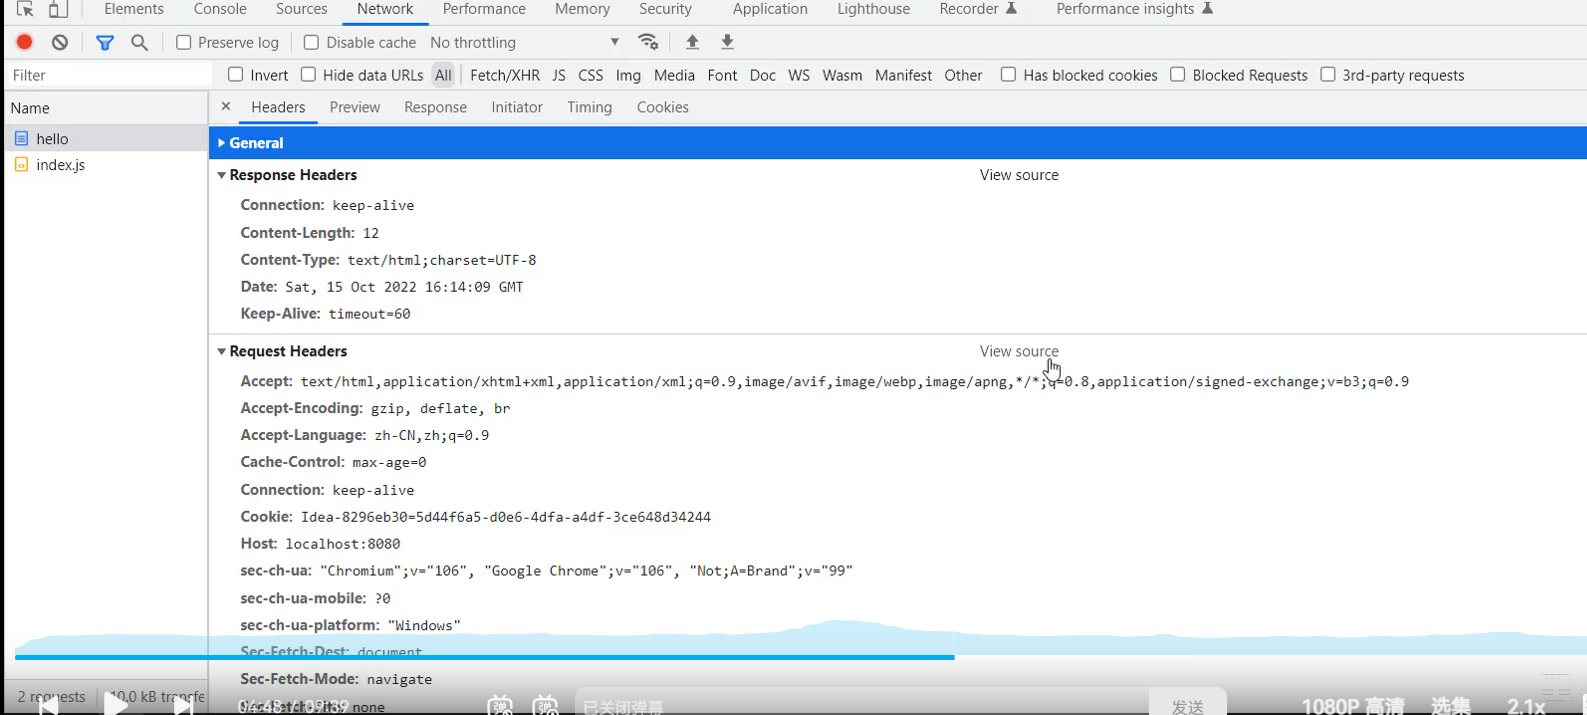 Elements Console Sources Network Performance Memory Security Application Lighthouse Recorder Performance insights
Preserve log Disable cache No throttling
Filter Invert Hide data URLs All Fetch/XHR JS CSS Img Media Font Doc WS Wasm Manifest Other Has blocked cookies Blocked Requests 3rd-party requests
Name × Headers Preview Response Initiator Timing Cookies
hello
index.js
General
Response Headers View source
Connection: keep-alive
Content-Length: 12
Content-Type: text/html;charset=UTF-8
Date: Sat, 15 Oct 2022 16:14:09 GMT
Keep-Alive: timeout=60
Request Headers View source
Accept: text/html,application/xhtml+xml,application/xml;q=0.9,image/avif,image/webp,image/apng,*/*;q=0.8,application/signed-exchange;v=b3;q=0.9
Accept-Encoding: gzip, deflate, br
Accept-Language: zh-CN,zh;q=0.9
Cache-Control: max-age=0
Connection: keep-alive
Cookie: Idea-8296eb30=5d44f6a5-d0e6-4dfa-a4df-3ce648d34244
Host: localhost:8080
sec-ch-ua: "Chromium";v="106", "Google Chrome";v="106", "Not;A=Brand";v="99"
sec-ch-ua-mobile: ?0
sec-ch-ua-platform: "Windows"
Sec-Fetch-Dest: document
Sec-Fetch-Mode: navigate
2 requests 10.0 kB transfe
04:48 / 09:39 none 弹 弹 已关闭弹幕 发送 1080P 高清 选集 2.1x